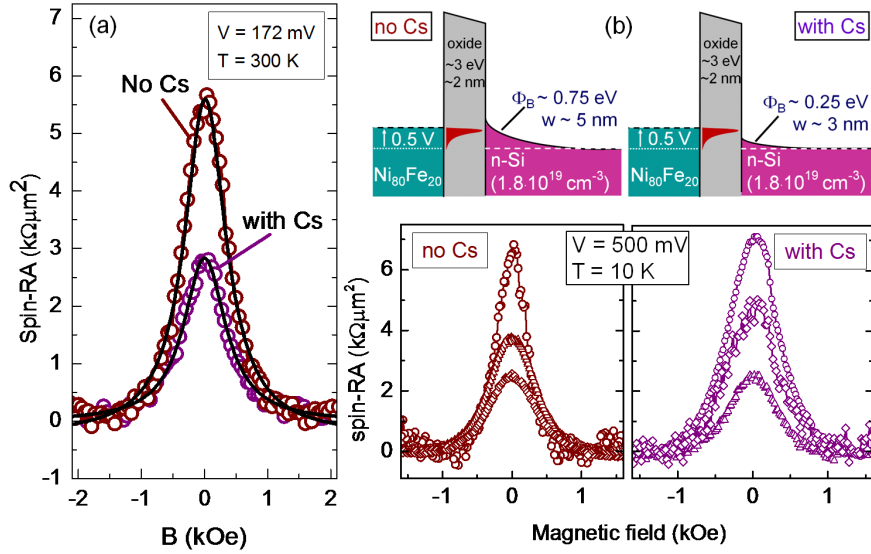 (a)
V = 172 mV
T = 300 K
No Cs
with Cs
Spin-RA (kΩμm²)
7
6
5
4
3
2
1
0
-1
-2 -1 0 1 2
B (kOe)
(b)
no Cs
oxide
~3 eV
~2 nm
Φ_B ~ 0.75 eV
w ~ 5 nm
↑0.5 V
Ni₈₀Fe₂₀
n-Si
(1.8·10¹⁹ cm⁻³)
with Cs
oxide
~3 eV
~2 nm
Φ_B ~ 0.25 eV
w ~ 3 nm
↑0.5 V
Ni₈₀Fe₂₀
n-Si
(1.8·10¹⁹ cm⁻³)
no Cs
V = 500 mV
T = 10 K
with Cs
spin-RA (kΩμm²)
6
4
2
0
-1 0 1
-1 0 1
Magnetic field (kOe)